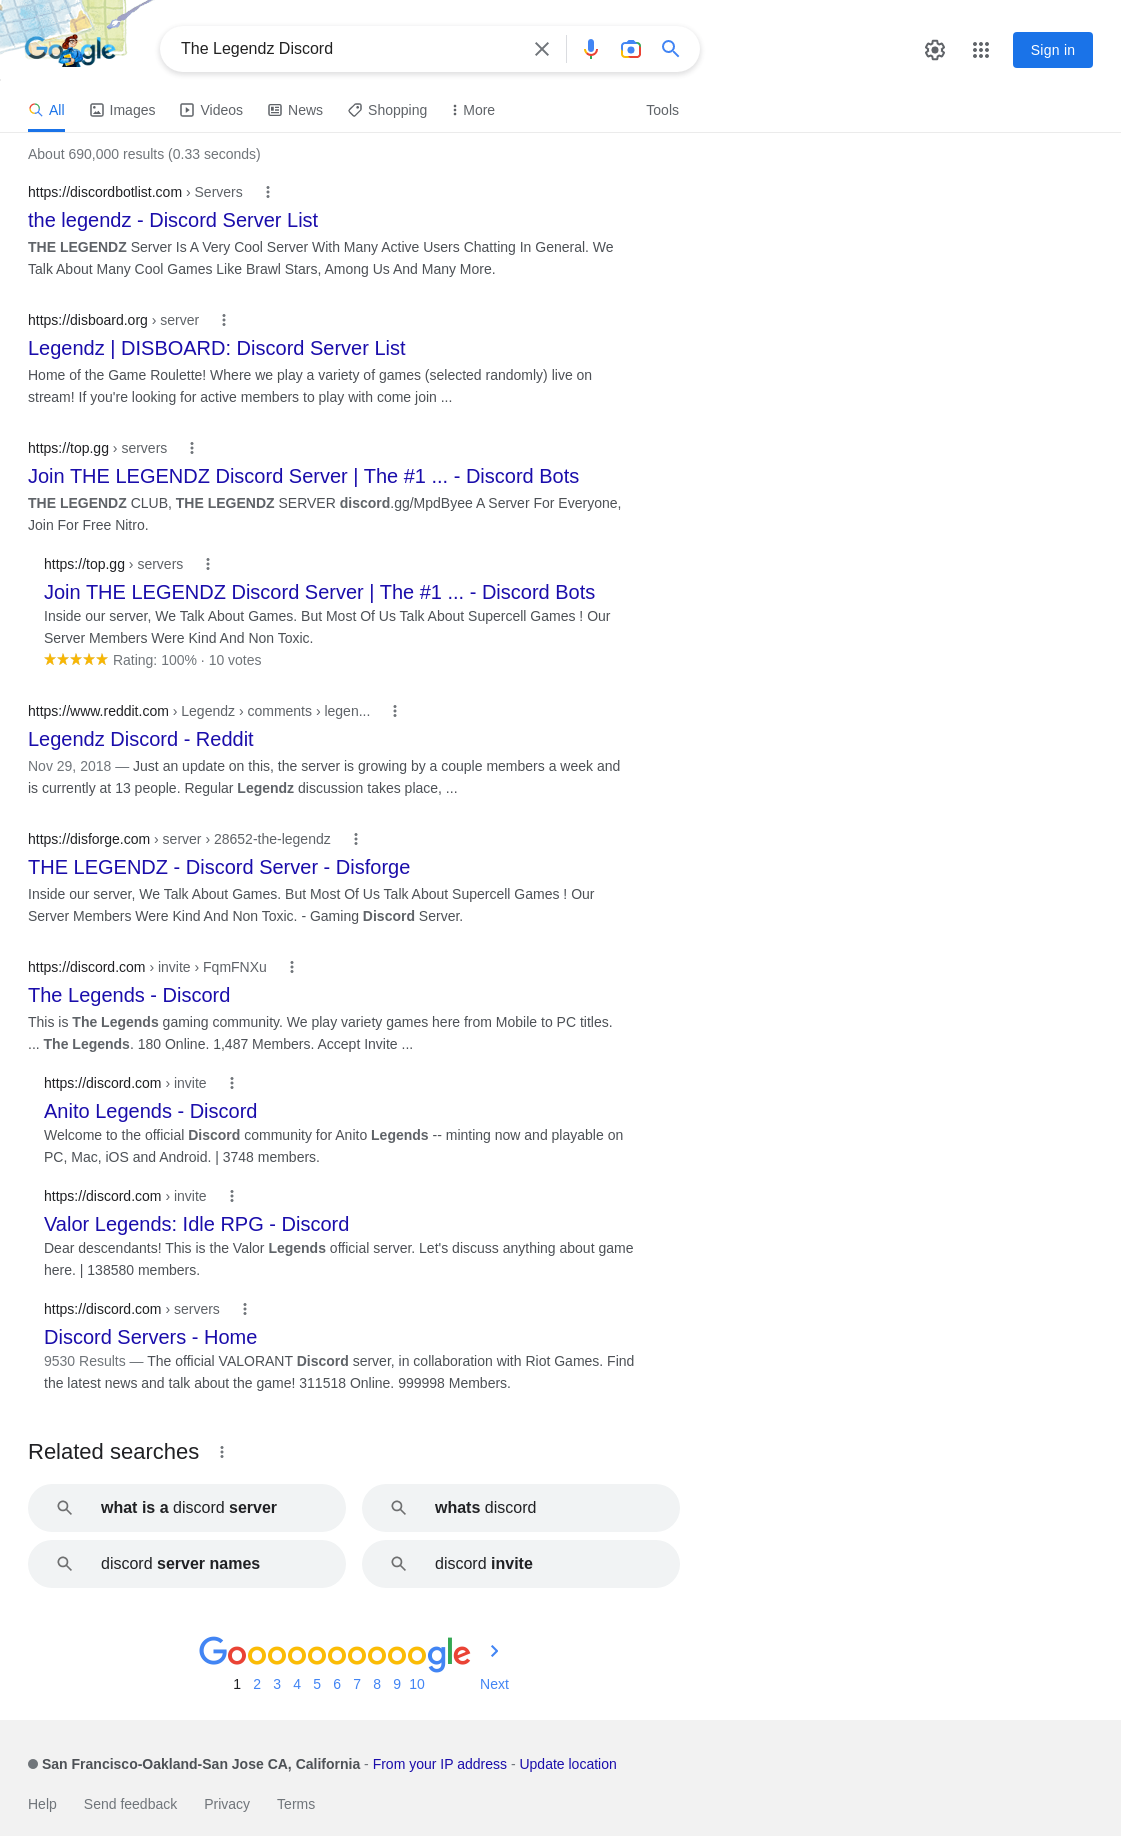 Google
The Legendz Discord
Sign in
All Images Videos News Shopping More Tools
About 690,000 results (0.33 seconds)
https://discordbotlist.com › Servers
the legendz - Discord Server List
THE LEGENDZ Server Is A Very Cool Server With Many Active Users Chatting In General. We
Talk About Many Cool Games Like Brawl Stars, Among Us And Many More.
https://disboard.org › server
Legendz | DISBOARD: Discord Server List
Home of the Game Roulette! Where we play a variety of games (selected randomly) live on
stream! If you're looking for active members to play with come join ...
https://top.gg › servers
Join THE LEGENDZ Discord Server | The #1 ... - Discord Bots
THE LEGENDZ CLUB, THE LEGENDZ SERVER discord.gg/MpdByee A Server For Everyone,
Join For Free Nitro.
https://top.gg › servers
Join THE LEGENDZ Discord Server | The #1 ... - Discord Bots
Inside our server, We Talk About Games. But Most Of Us Talk About Supercell Games ! Our
Server Members Were Kind And Non Toxic.
Rating: 100% · 10 votes
https://www.reddit.com › Legendz › comments › legen...
Legendz Discord - Reddit
Nov 29, 2018 — Just an update on this, the server is growing by a couple members a week and
is currently at 13 people. Regular Legendz discussion takes place, ...
https://disforge.com › server › 28652-the-legendz
THE LEGENDZ - Discord Server - Disforge
Inside our server, We Talk About Games. But Most Of Us Talk About Supercell Games ! Our
Server Members Were Kind And Non Toxic. - Gaming Discord Server.
https://discord.com › invite › FqmFNXu
The Legends - Discord
This is The Legends gaming community. We play variety games here from Mobile to PC titles.
... The Legends. 180 Online. 1,487 Members. Accept Invite ...
https://discord.com › invite
Anito Legends - Discord
Welcome to the official Discord community for Anito Legends -- minting now and playable on
PC, Mac, iOS and Android. | 3748 members.
https://discord.com › invite
Valor Legends: Idle RPG - Discord
Dear descendants! This is the Valor Legends official server. Let's discuss anything about game
here. | 138580 members.
https://discord.com › servers
Discord Servers - Home
9530 Results — The official VALORANT Discord server, in collaboration with Riot Games. Find
the latest news and talk about the game! 311518 Online. 999998 Members.
Related searches
what is a discord server whats discord
discord server names discord invite
Goooooooooogle
1 2 3 4 5 6 7 8 9 10 Next
San Francisco-Oakland-San Jose CA, California - From your IP address - Update location
Help Send feedback Privacy Terms